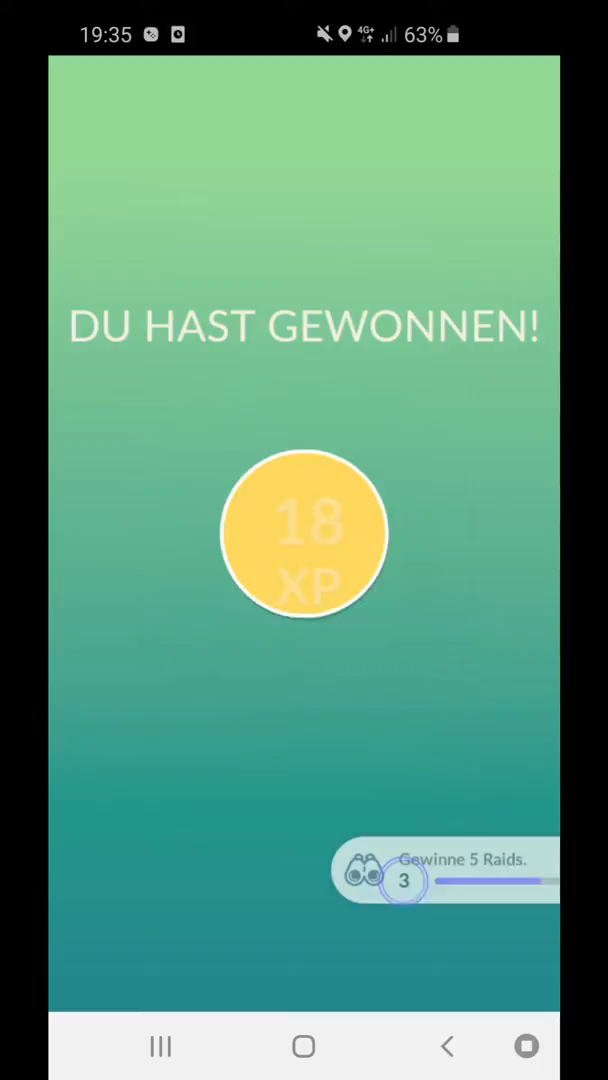 19:35 4G+ 63%
DU HAST GEWONNEN!
18
XP
Gewinne 5 Raids.
3